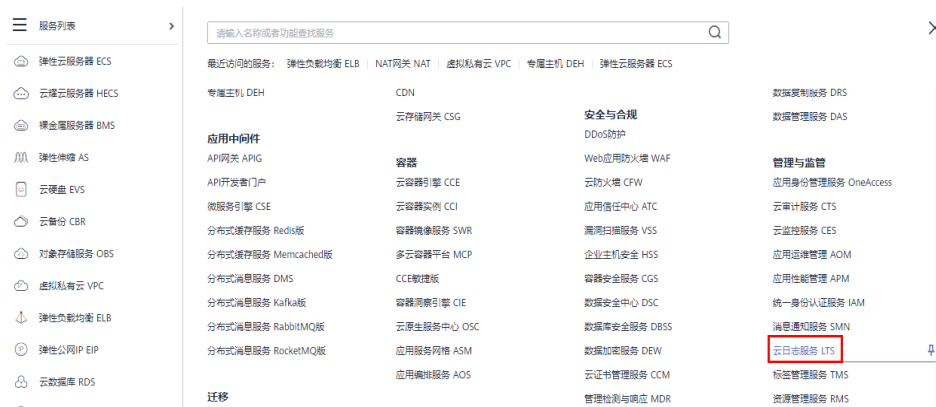 服务列表
弹性云服务器 ECS
云耀云服务器 HECS
裸金属服务器 BMS
弹性伸缩 AS
云硬盘 EVS
云备份 CBR
对象存储服务 OBS
虚拟私有云 VPC
弹性负载均衡 ELB
弹性公网IP EIP
云数据库 RDS
请输入名称或者功能查找服务
最近访问的服务： 弹性负载均衡 ELB | NAT网关 NAT | 虚拟私有云 VPC | 专属主机 DEH | 弹性云服务器 ECS
专属主机 DEH
应用中间件
API网关 APIG
API开发者门户
微服务引擎 CSE
分布式缓存服务 Redis版
分布式缓存服务 Memcached版
分布式消息服务 DMS
分布式消息服务 Kafka版
分布式消息服务 RabbitMQ版
分布式消息服务 RocketMQ版
迁移
CDN
云存储网关 CSG
容器
云容器引擎 CCE
云容器实例 CCI
容器镜像服务 SWR
多云容器平台 MCP
CCE敏捷版
容器洞察引擎 CIE
云原生服务中心 OSC
应用服务网格 ASM
应用编排服务 AOS
安全与合规
DDoS防护
Web应用防火墙 WAF
云防火墙 CFW
应用信任中心 ATC
漏洞扫描服务 VSS
企业主机安全 HSS
容器安全服务 CGS
数据安全中心 DSC
数据库安全服务 DBSS
数据加密服务 DEW
云证书管理服务 CCM
管理检测与响应 MDR
数据复制服务 DRS
数据管理服务 DAS
管理与监管
应用身份管理服务 OneAccess
云审计服务 CTS
云监控服务 CES
应用运维管理 AOM
应用性能管理 APM
统一身份认证服务 IAM
消息通知服务 SMN
云日志服务 LTS
标签管理服务 TMS
资源管理服务 RMS